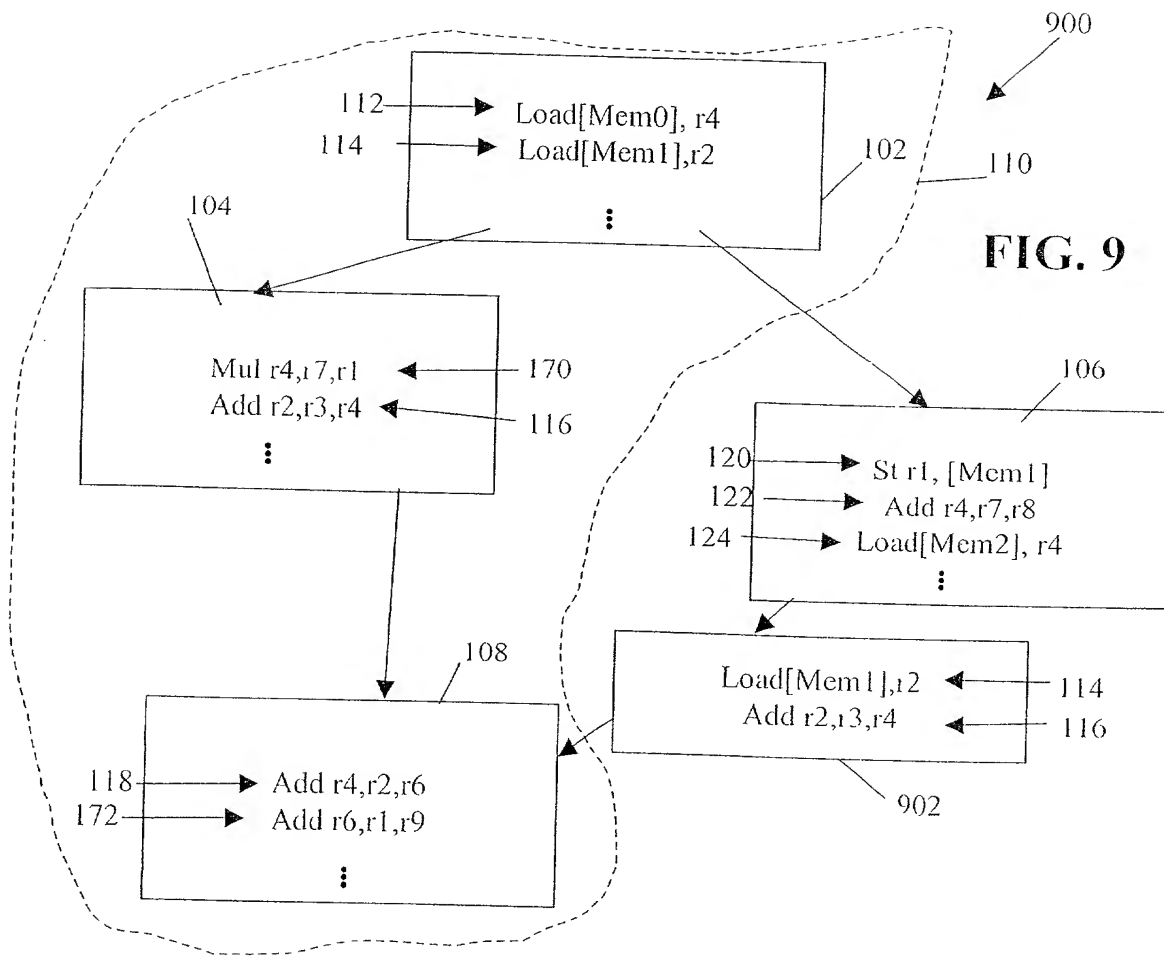 900
112 Load[Mem0], r4
114 Load[Mem1],r2
102
110
104
FIG. 9
Mul r4,r7,r1 170
Add r2,r3,r4 116
106
120 St r1, [Mem1]
122 Add r4,r7,r8
124 Load[Mem2], r4
108
Load[Mem1],r2 114
Add r2,r3,r4 116
118 Add r4,r2,r6
172 Add r6,r1,r9
902